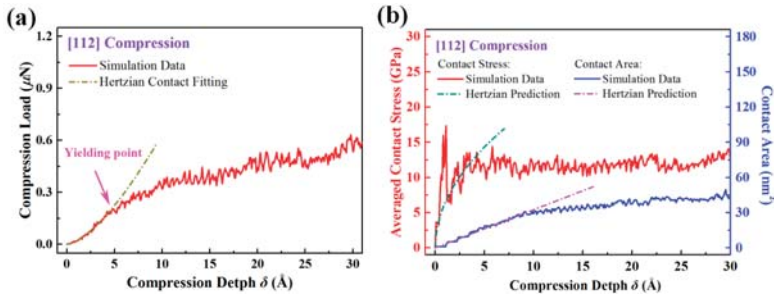 (a)
[112] Compression
Simulation Data
Hertzian Contact Fitting
Yielding point
Compression Load (μN)
1.2
0.9
0.6
0.3
0.0
0 5 10 15 20 25 30
Compression Detph δ (Å)
(b)
[112] Compression
Contact Stress: Contact Area:
Simulation Data Simulation Data
Hertzian Prediction Hertzian Prediction
Averaged Contact Stress (GPa)
35
30
25
20
15
10
5
0
Contact Area (nm²)
180
150
120
90
60
30
0
0 5 10 15 20 25 30
Compression Detph δ (Å)